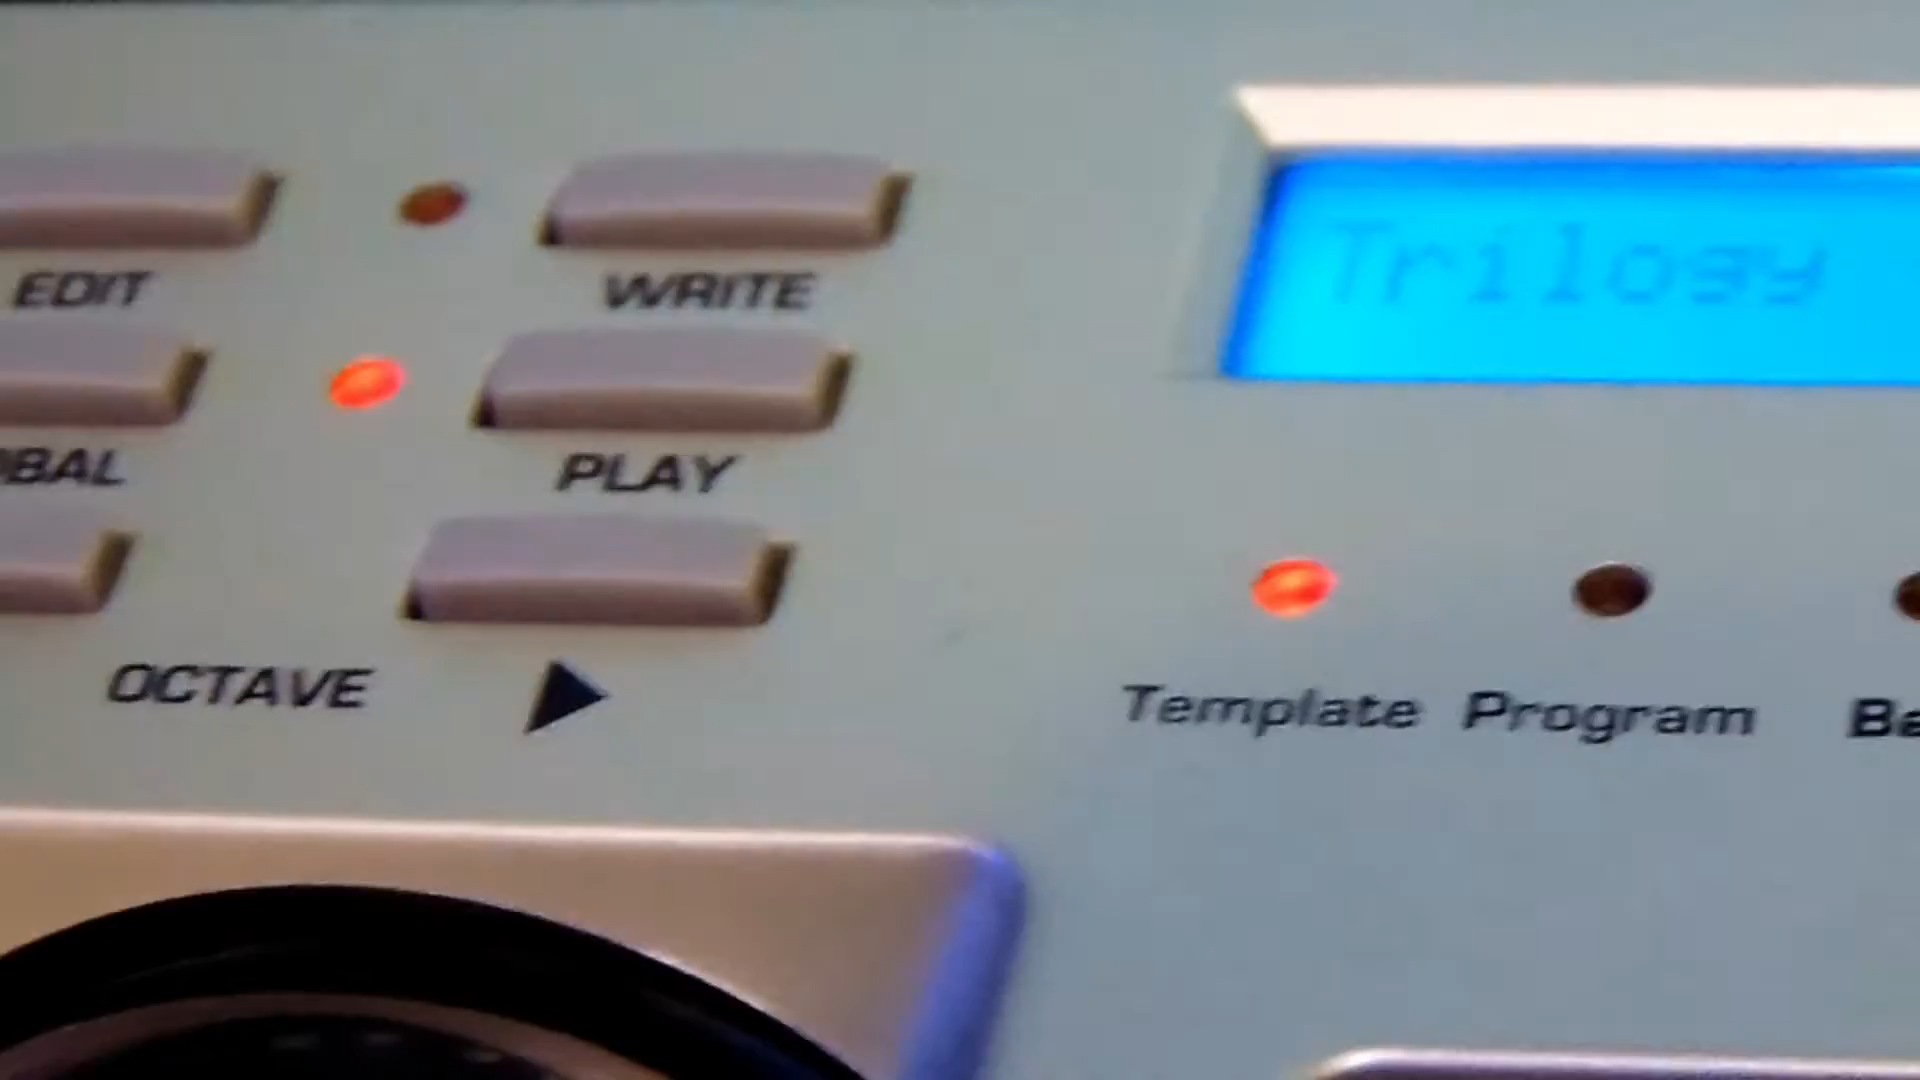 EDIT
WRITE
Trilogy
PLAY
OCTAVE
Template Program